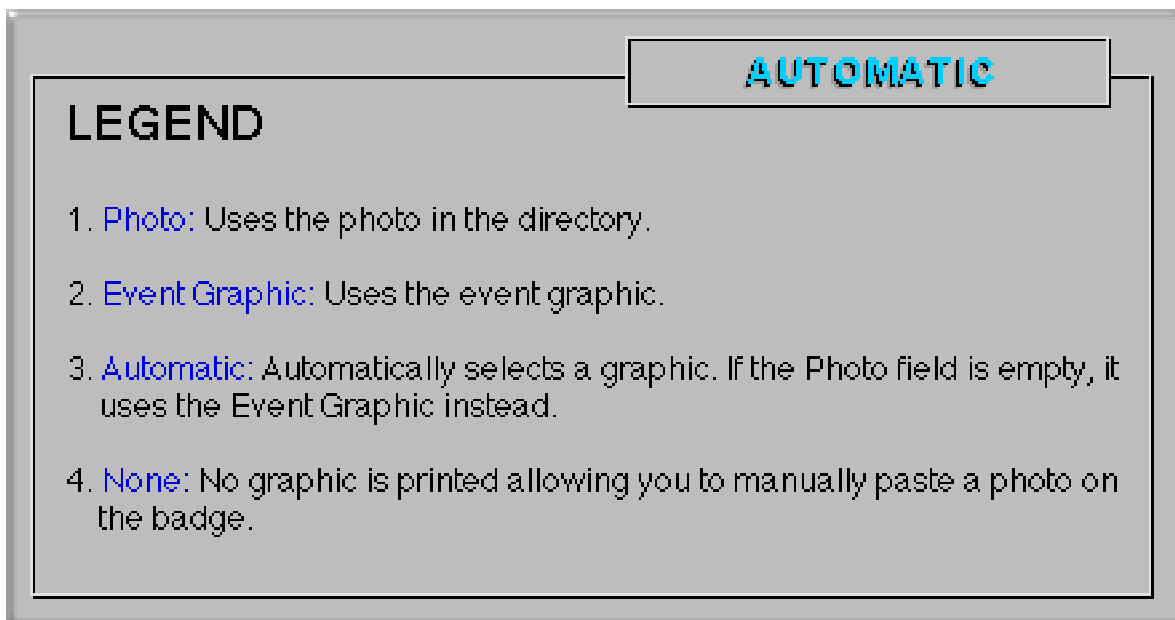 AUTOMATIC
LEGEND
1. Photo: Uses the photo in the directory.
2. Event Graphic: Uses the event graphic.
3. Automatic: Automatically selects a graphic. If the Photo field is empty, it
uses the Event Graphic instead.
4. None: No graphic is printed allowing you to manually paste a photo on
the badge.